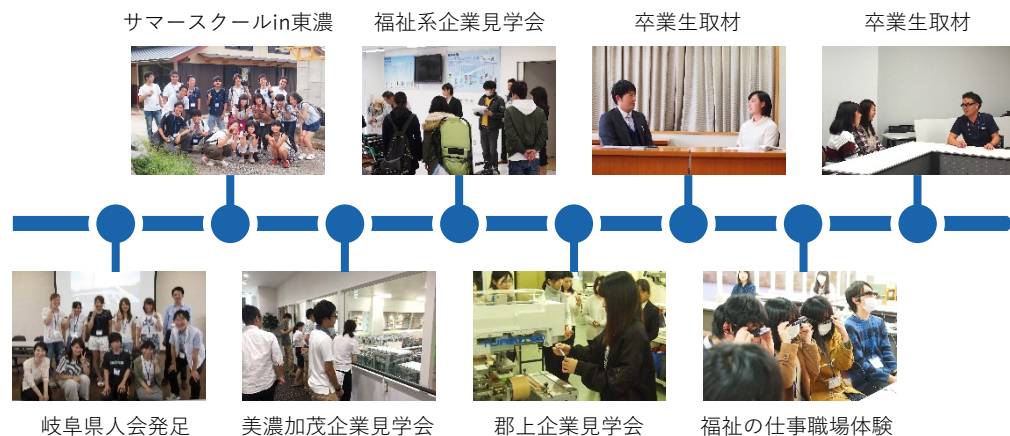 サマースクールin東濃
福祉系企業見学会
卒業生取材
卒業生取材
岐阜県人会発足
美濃加茂企業見学会
郡上企業見学会
福祉の仕事職場体験